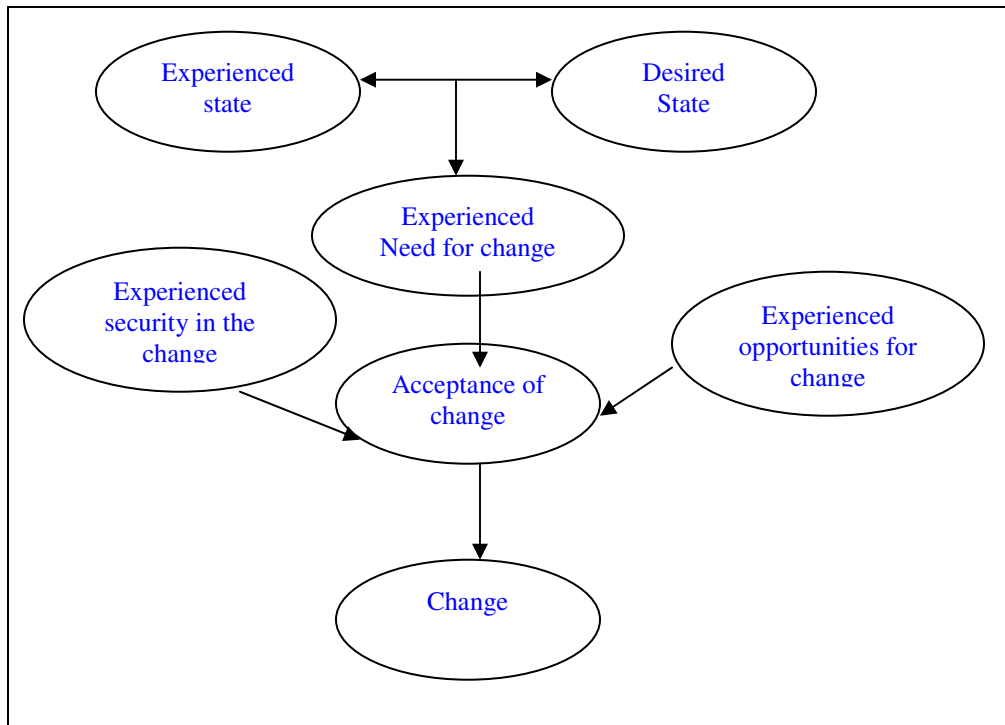 Experienced
state
Desired
State
Experienced
Need for change
Experienced
security in the
change
Experienced
opportunities for
change
Acceptance of
change
Change